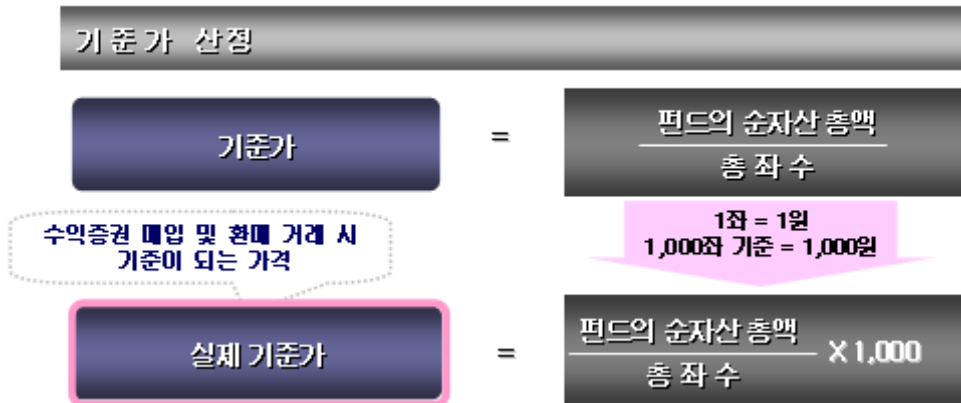 기준가 산정
기준가
=
펀드의 순자산 총액
총 좌 수
수익증권 매입 및 환매 거래 시
기준이 되는 가격
1좌 = 1원
1,000좌 기준 = 1,000원
실제 기준가
=
펀드의 순자산 총액
총 좌 수
X 1,000